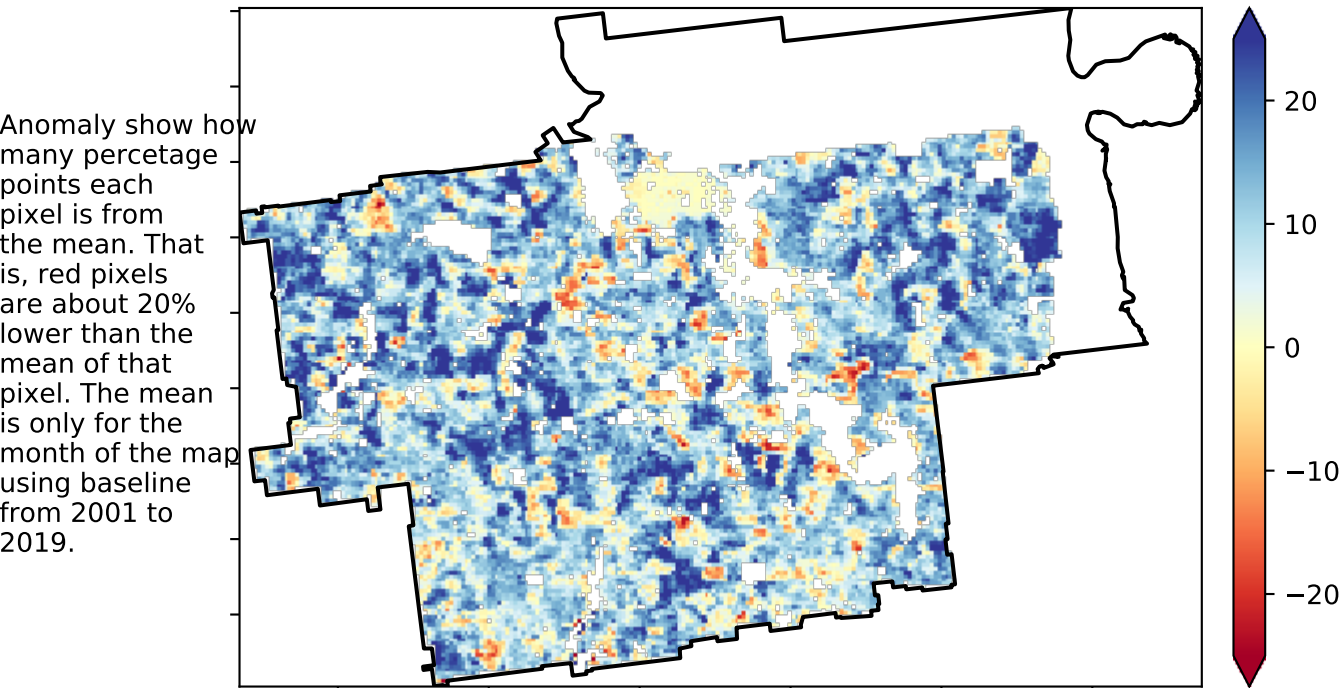 Anomaly show how
many percetage
points each
pixel is from
the mean. That
is, red pixels
are about 20%
lower than the
mean of that
pixel. The mean
is only for the
month of the map
using baseline
from 2001 to
2019.
20
10
0
−10
−20